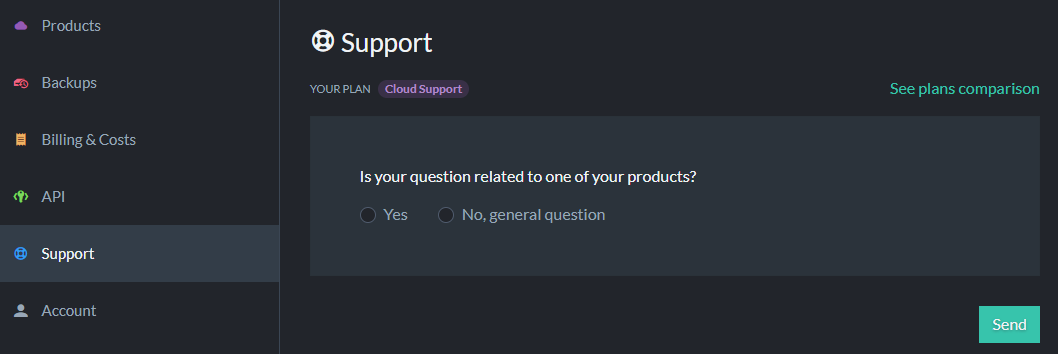 Products
Backups
Billing & Costs
API
Support
Account
Support
YOUR PLAN Cloud Support
See plans comparison
Is your question related to one of your products?
Yes No, general question
Send